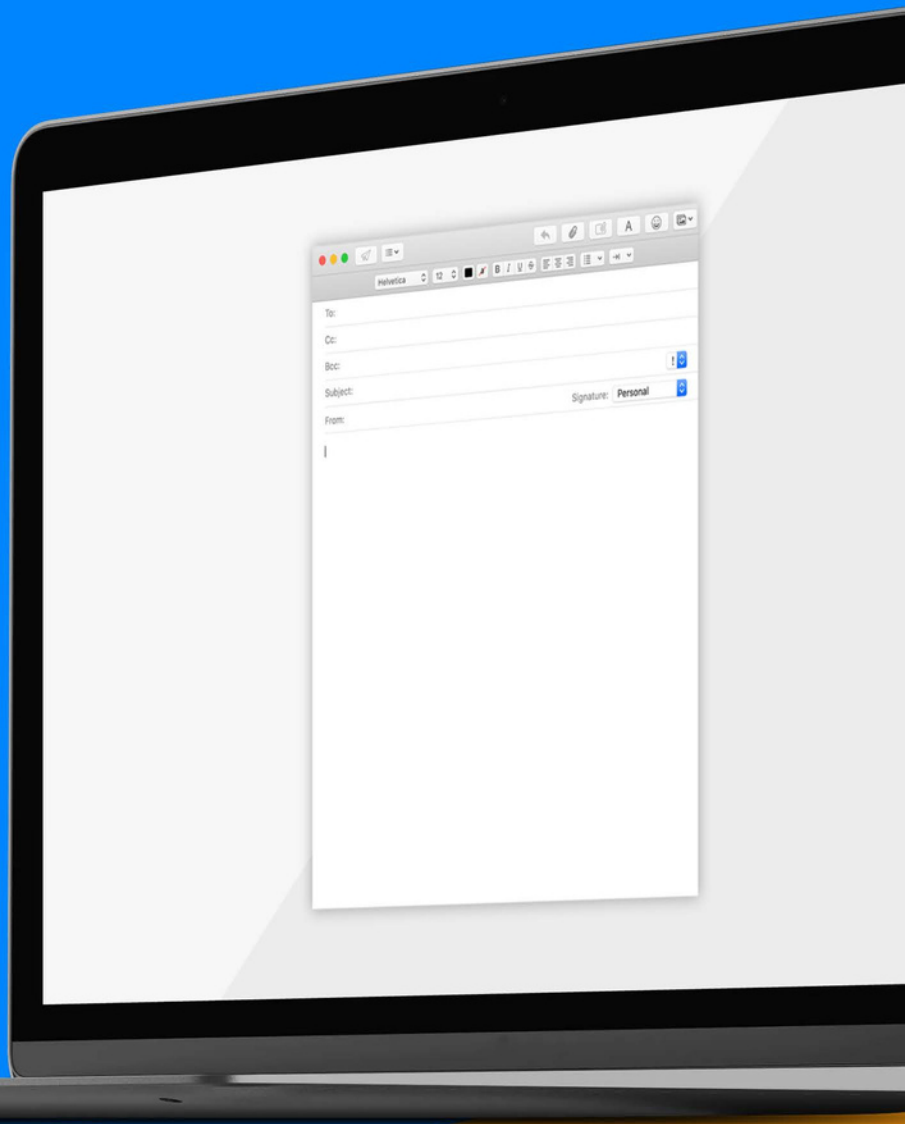 Helvetica 12 B I U S
To:
Cc:
Bcc:
Subject: !
From: Signature: Personal